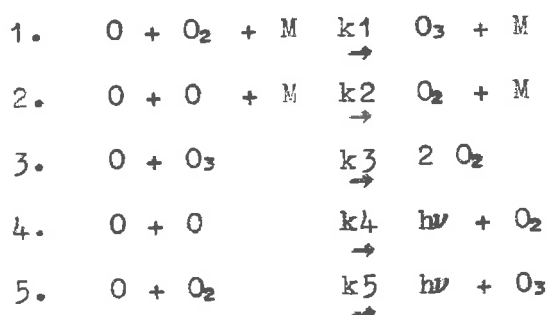 1. O + O₂ + M k1 → O₃ + M
2. O + O + M k2 → O₂ + M
3. O + O₃ k3 → 2 O₂
4. O + O k4 → hν + O₂
5. O + O₂ k5 → hν + O₃